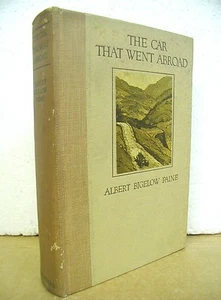 THE CAR
THAT WENT ABROAD
ALBERT BIGELOW PAINE